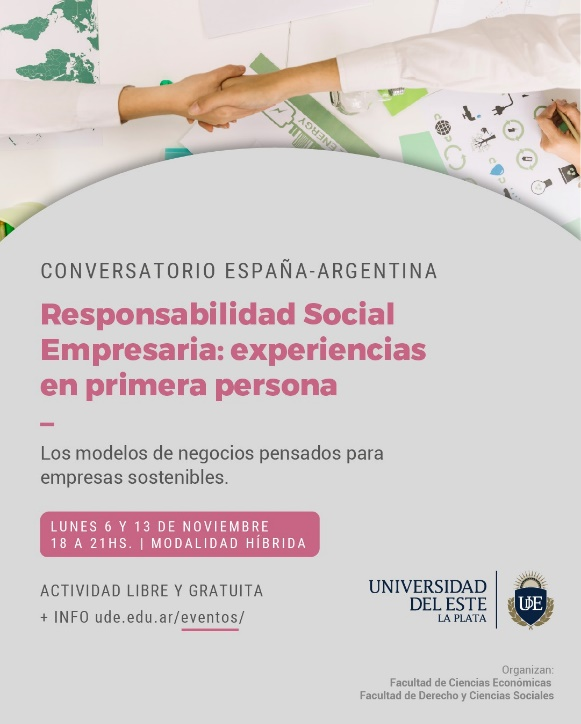 ENERGY
CONVERSATORIO ESPAÑA-ARGENTINA
Responsabilidad Social
Empresaria: experiencias
en primera persona
Los modelos de negocios pensados para
empresas sostenibles.
LUNES 6 Y 13 DE NOVIEMBRE
18 A 21HS. | MODALIDAD HÍBRIDA
ACTIVIDAD LIBRE Y GRATUITA
+ INFO ude.edu.ar/eventos/
UNIVERSIDAD
DEL ESTE
LA PLATA
UDE
Organizan:
Facultad de Ciencias Económicas
Facultad de Derecho y Ciencias Sociales